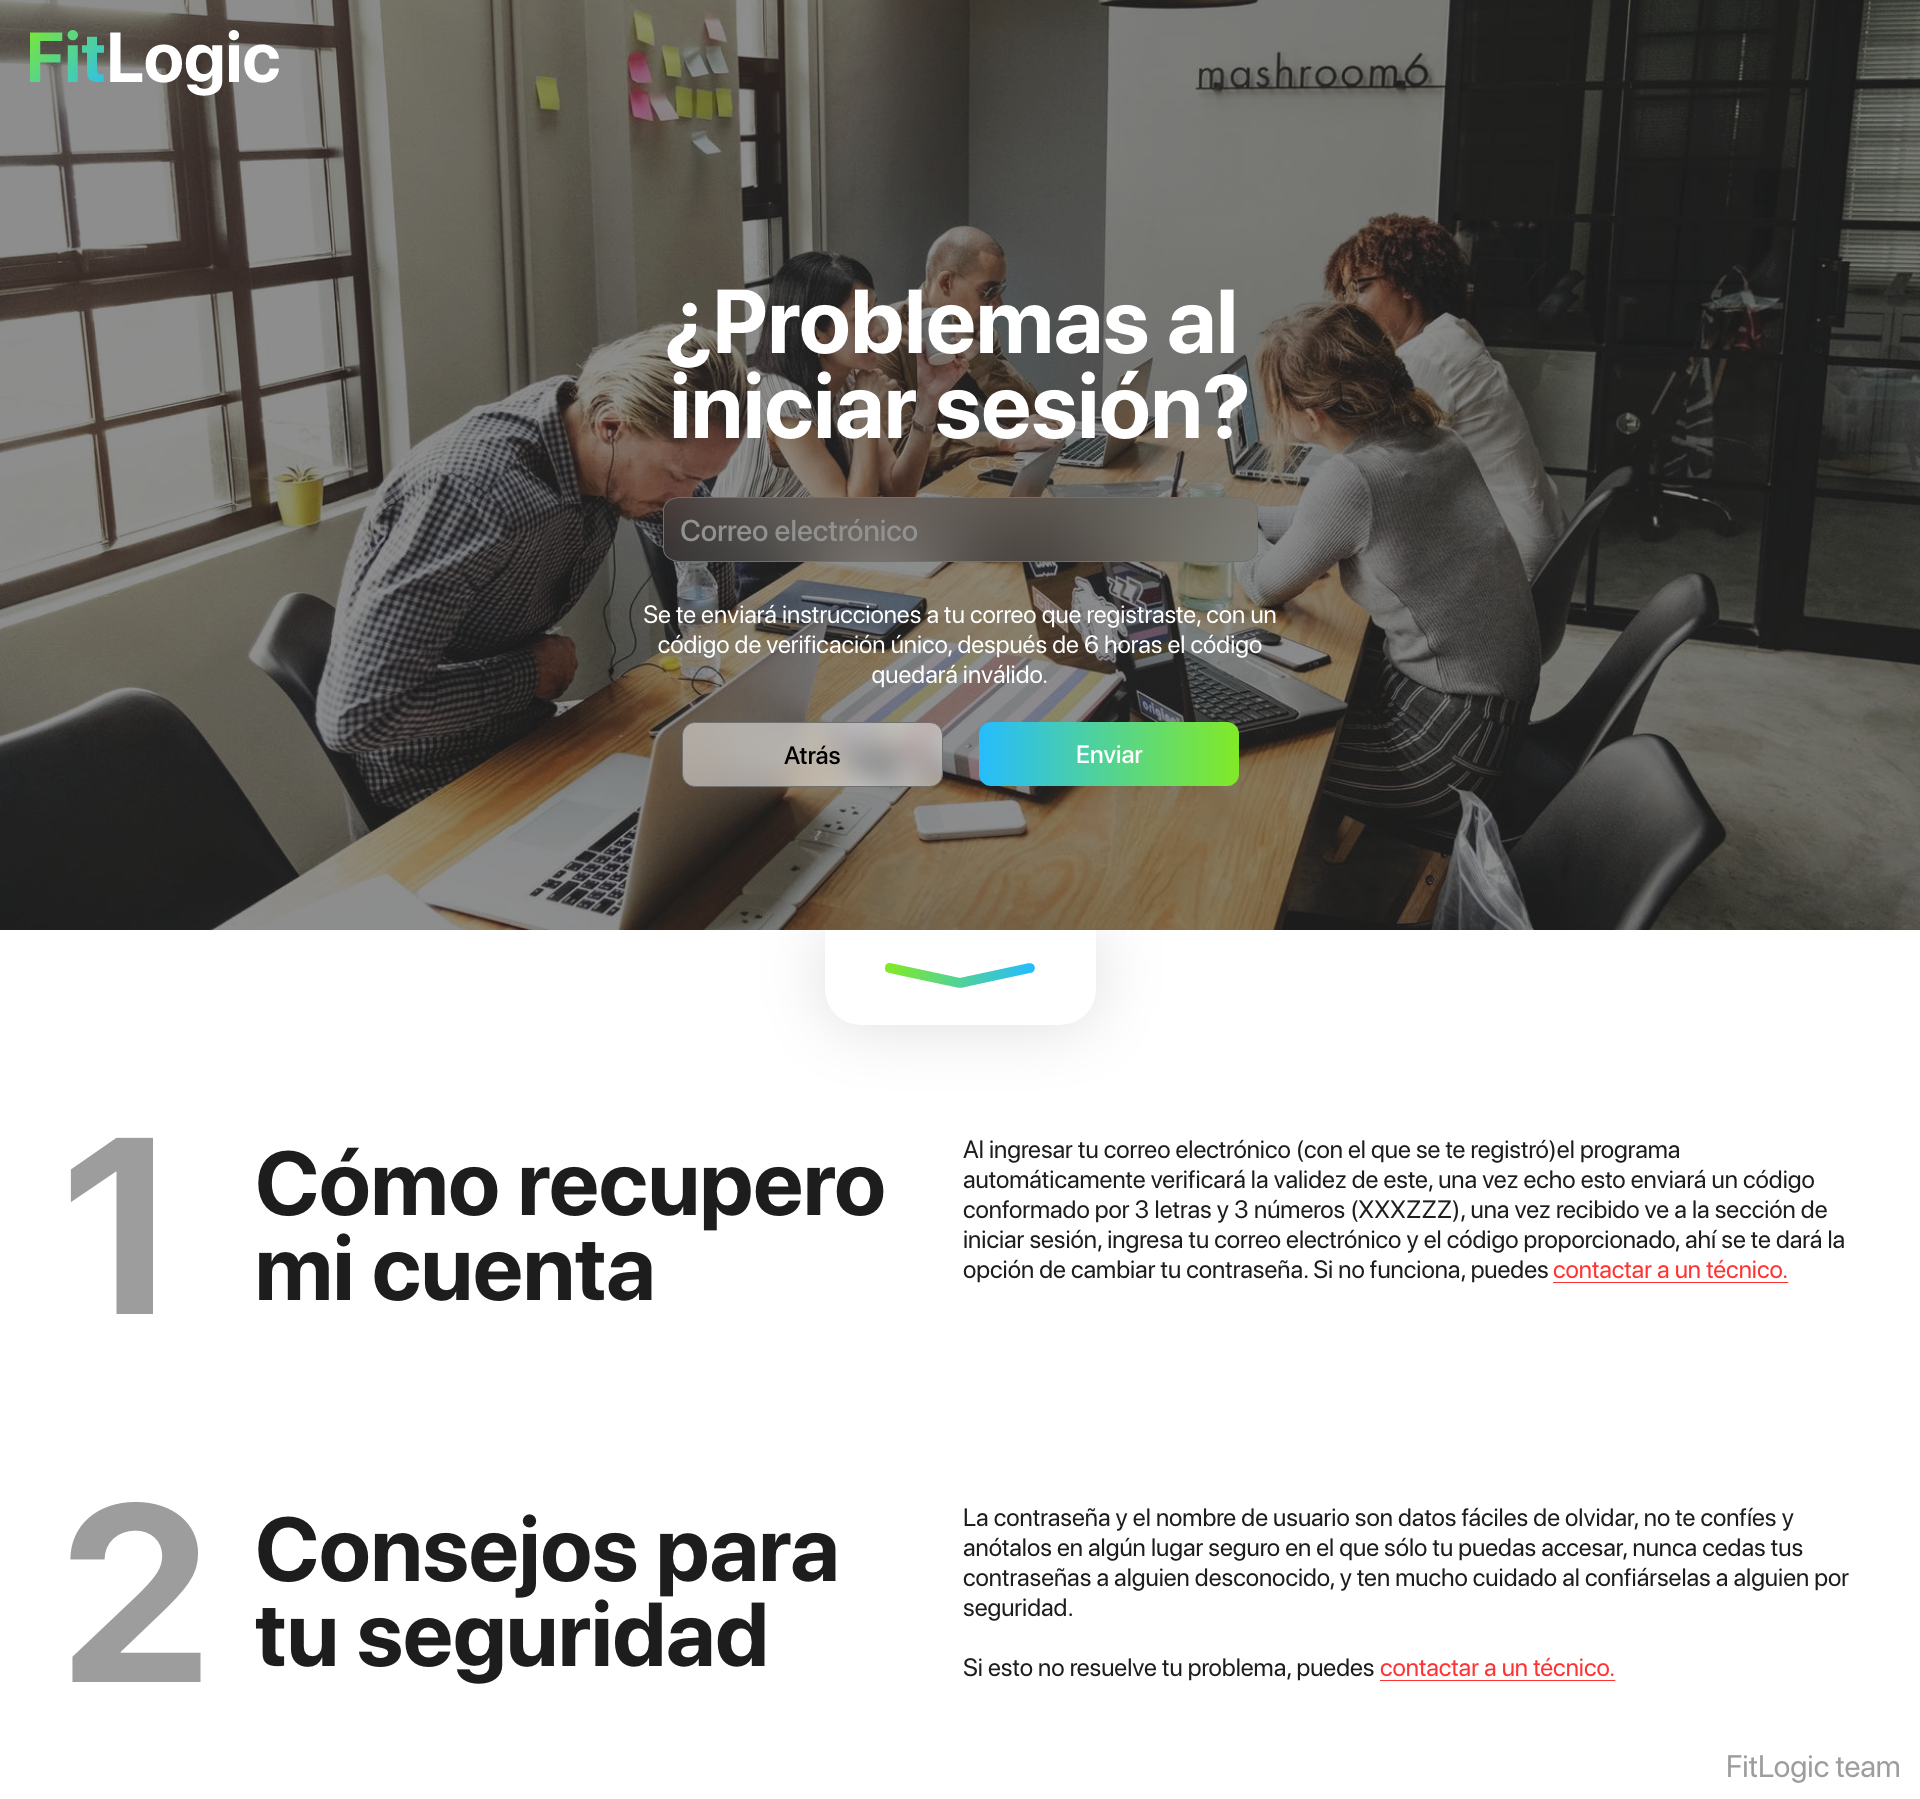 FitLogic
mashroom6
¿Problemas al
iniciar sesión?
Correo electrónico
Se te enviará instrucciones a tu correo que registraste, con un
código de verificación único, después de 6 horas el código
quedará inválido.
Atrás
Enviar
1
Cómo recupero
mi cuenta
Al ingresar tu correo electrónico (con el que se te registró)el programa
automáticamente verificará la validez de este, una vez echo esto enviará un código
conformado por 3 letras y 3 números (XXXZZZ), una vez recibido ve a la sección de
iniciar sesión, ingresa tu correo electrónico y el código proporcionado, ahí se te dará la
opción de cambiar tu contraseña. Si no funciona, puedes contactar a un técnico.
2
Consejos para
tu seguridad
La contraseña y el nombre de usuario son datos fáciles de olvidar, no te confíes y
anótalos en algún lugar seguro en el que sólo tu puedas accesar, nunca cedas tus
contraseñas a alguien desconocido, y ten mucho cuidado al confiárselas a alguien por
seguridad.
Si esto no resuelve tu problema, puedes contactar a un técnico.
FitLogic team